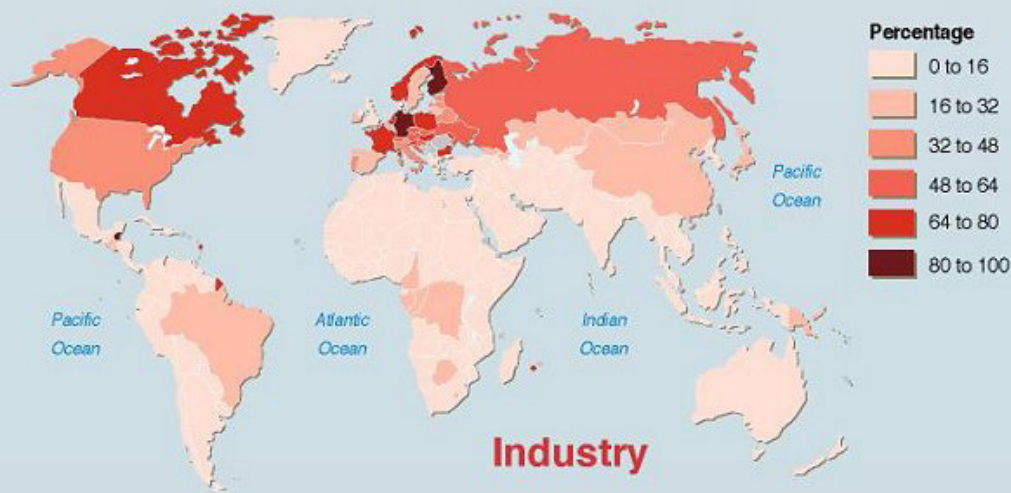 Percentage
0 to 16
16 to 32
32 to 48
48 to 64
64 to 80
80 to 100
Pacific
Ocean
Pacific
Ocean
Atlantic
Ocean
Indian
Ocean
Industry